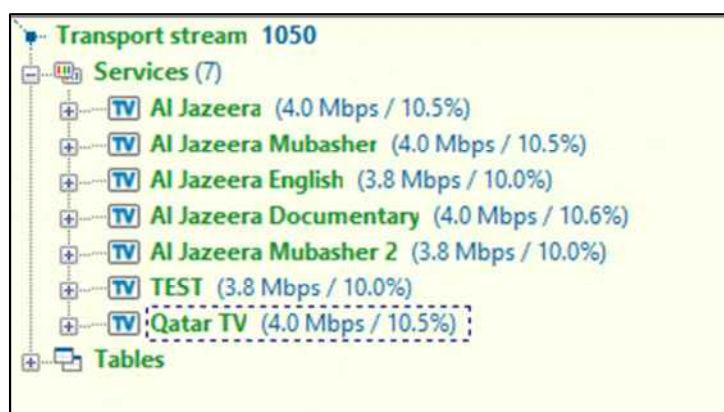 Transport stream 1050
Services (7)
TV Al Jazeera (4.0 Mbps / 10.5%)
TV Al Jazeera Mubasher (4.0 Mbps / 10.5%)
TV Al Jazeera English (3.8 Mbps / 10.0%)
TV Al Jazeera Documentary (4.0 Mbps / 10.6%)
TV Al Jazeera Mubasher 2 (3.8 Mbps / 10.0%)
TV TEST (3.8 Mbps / 10.0%)
TV Qatar TV (4.0 Mbps / 10.5%)
Tables